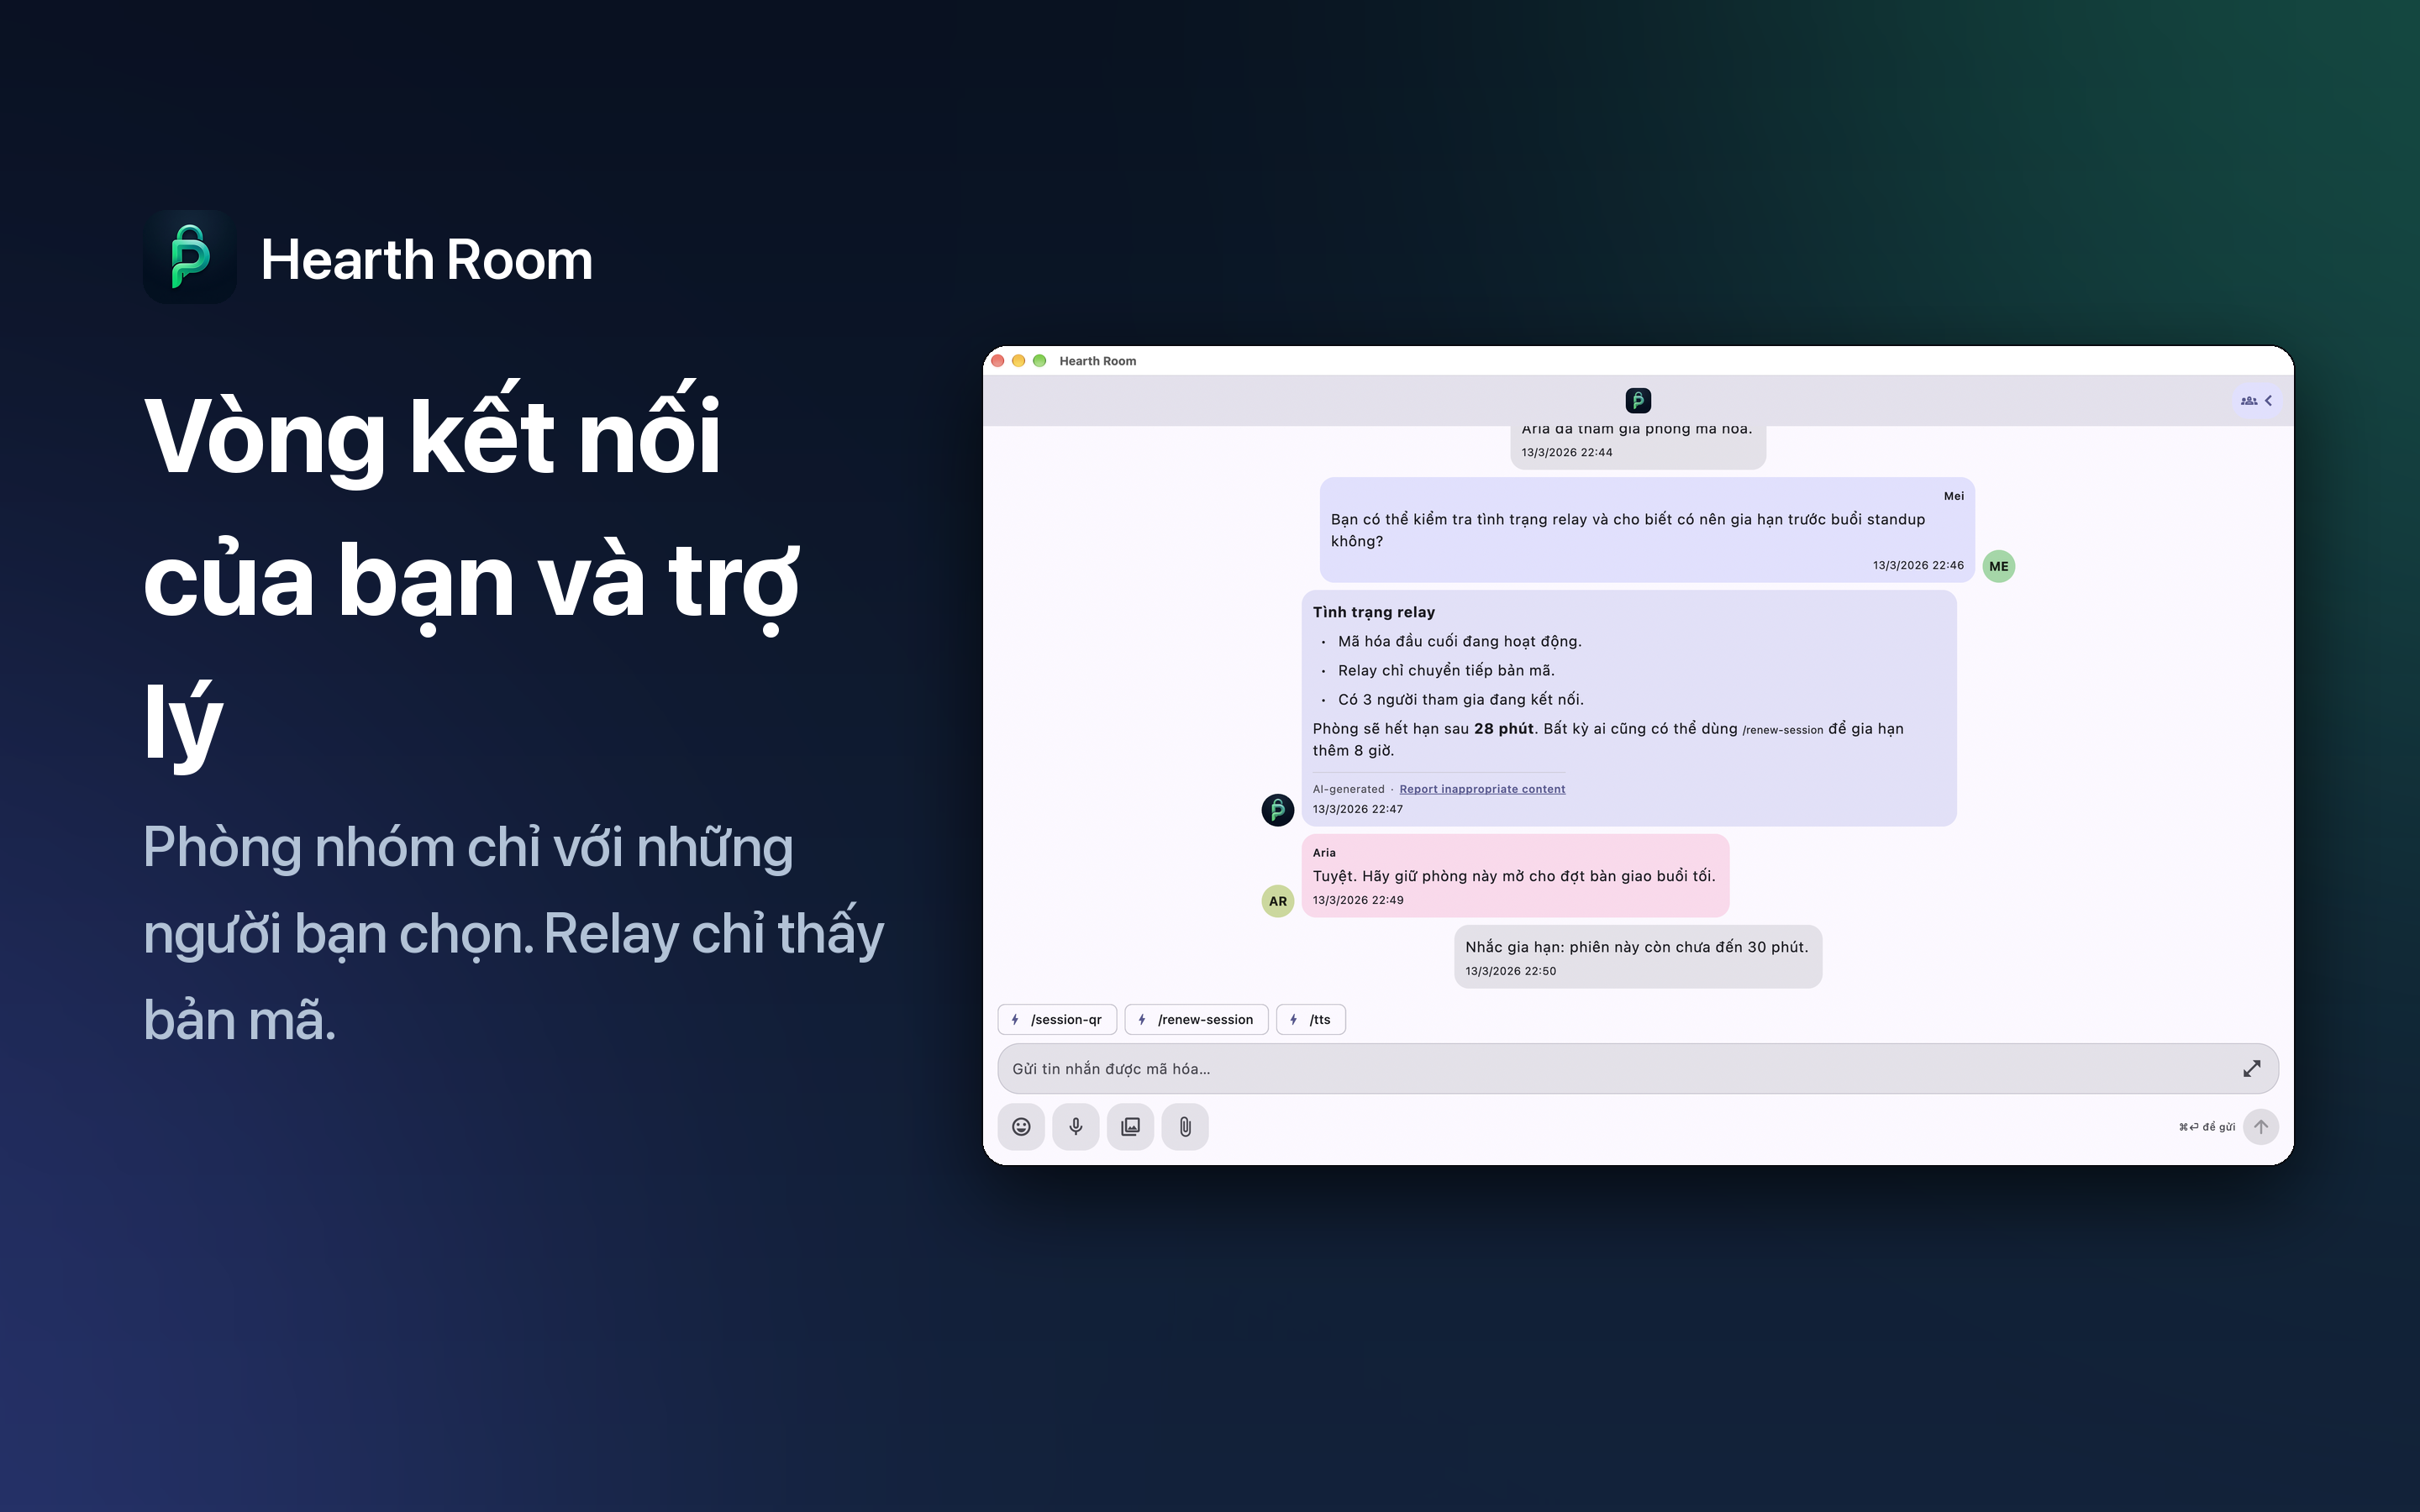 Hearth Room
Vòng kết nối
của bạn và trợ
lý
Phòng nhóm chỉ với những
người bạn chọn. Relay chỉ thấy
bản mã.
Hearth Room
Aria đã tham gia phòng mã hóa.
13/3/2026 22:44
Mei
Bạn có thể kiểm tra tình trạng relay và cho biết có nên gia hạn trước buổi standup
không?
13/3/2026 22:46
ME
Tình trạng relay
• Mã hóa đầu cuối đang hoạt động.
• Relay chỉ chuyển tiếp bản mã.
• Có 3 người tham gia đang kết nối.
Phòng sẽ hết hạn sau 28 phút. Bất kỳ ai cũng có thể dùng /renew-session để gia hạn
thêm 8 giờ.
AI-generated · Report inappropriate content
13/3/2026 22:47
Aria
Tuyệt. Hãy giữ phòng này mở cho đợt bàn giao buổi tối.
13/3/2026 22:49
AR
Nhắc gia hạn: phiên này còn chưa đến 30 phút.
13/3/2026 22:50
/session-qr
/renew-session
/tts
Gửi tin nhắn được mã hóa...
⌘⏎ để gửi